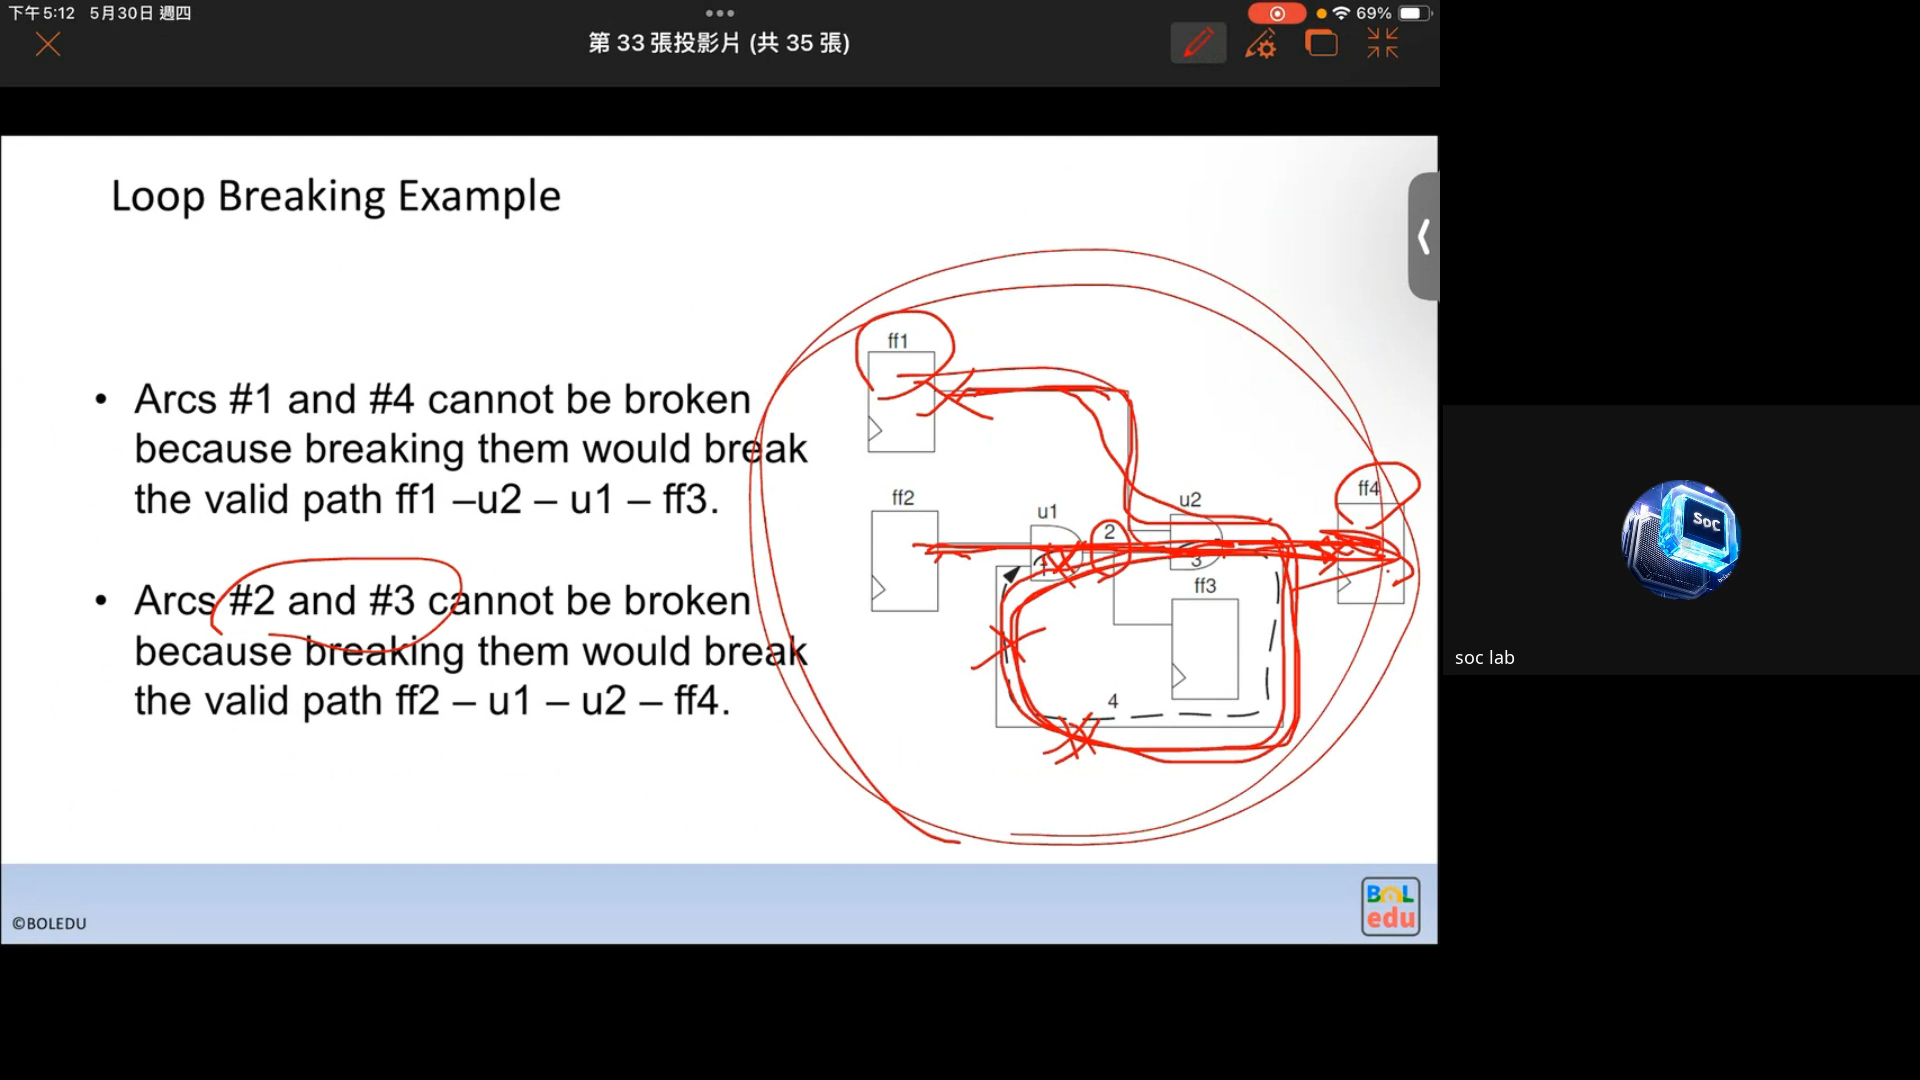 下午5:12 5月30日 週四
69%
第 33 張投影片 (共 35 張)
Loop Breaking Example
• Arcs #1 and #4 cannot be broken
because breaking them would break
the valid path ff1 –u2 – u1 – ff3.
• Arcs #2 and #3 cannot be broken
because breaking them would break
the valid path ff2 – u1 – u2 – ff4.
ff1
ff2
u1
2
u2
ff4
1
3
ff3
4
SoC
soc lab
©BOLEDU
BOL
edu